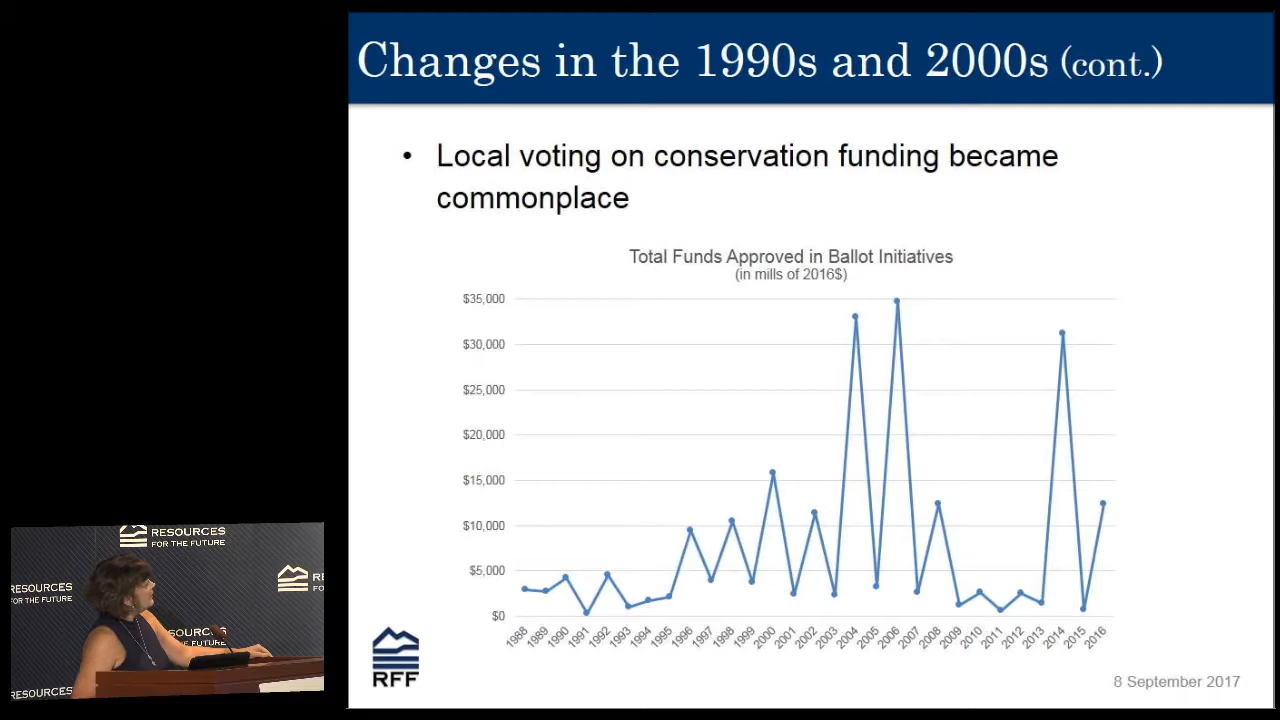 Changes in the 1990s and 2000s (cont.)
• Local voting on conservation funding became
commonplace
Total Funds Approved in Ballot Initiatives
(in mills of 2016$)
$35,000
$30,000
$25,000
$20,000
$15,000
$10,000
$5,000
$0
1988
1989
1990
1991
1992
1993
1994
1995
1996
1997
1998
1999
2000
2001
2002
2003
2004
2005
2006
2007
2008
2009
2010
2011
2012
2013
2014
2015
2016
RFF
8 September 2017
RESOURCES
FOR THE FUTURE
RESOURCES
FOR THE FUTURE
RE
FO
SOURCES
RESOURCES